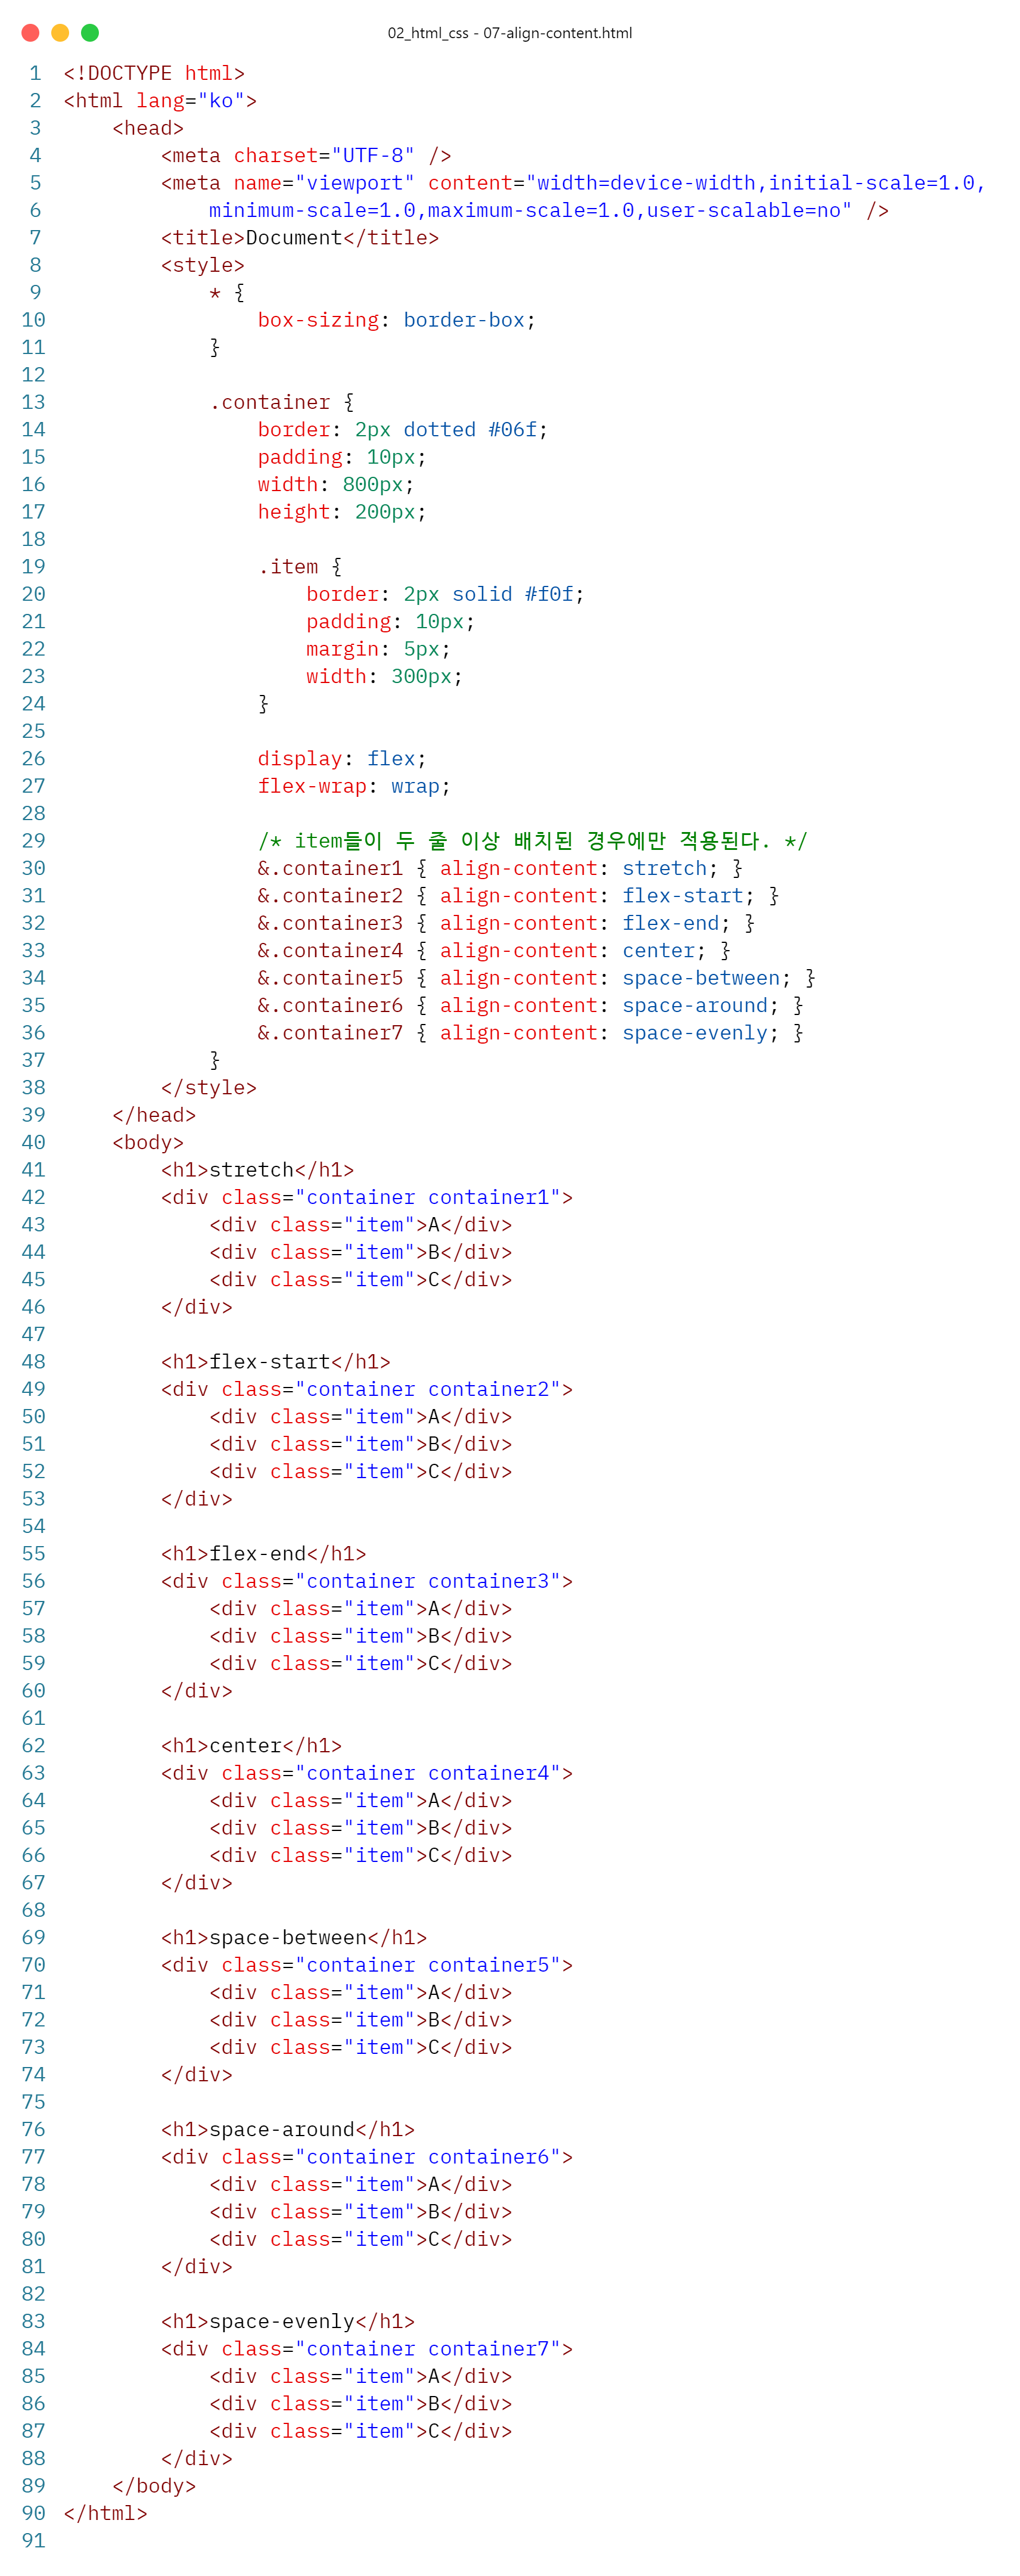 02_html_css - 07-align-content.html
1 <!DOCTYPE html>
2 <html lang="ko">
3     <head>
4         <meta charset="UTF-8" />
5         <meta name="viewport" content="width=device-width,initial-scale=1.0,
6             minimum-scale=1.0,maximum-scale=1.0,user-scalable=no" />
7         <title>Document</title>
8         <style>
9             * {
10                 box-sizing: border-box;
11             }
12
13             .container {
14                 border: 2px dotted #06f;
15                 padding: 10px;
16                 width: 800px;
17                 height: 200px;
18
19                 .item {
20                     border: 2px solid #f0f;
21                     padding: 10px;
22                     margin: 5px;
23                     width: 300px;
24                 }
25
26                 display: flex;
27                 flex-wrap: wrap;
28
29                 /* item들이 두 줄 이상 배치된 경우에만 적용된다. */
30                 &.container1 { align-content: stretch; }
31                 &.container2 { align-content: flex-start; }
32                 &.container3 { align-content: flex-end; }
33                 &.container4 { align-content: center; }
34                 &.container5 { align-content: space-between; }
35                 &.container6 { align-content: space-around; }
36                 &.container7 { align-content: space-evenly; }
37             }
38         </style>
39     </head>
40     <body>
41         <h1>stretch</h1>
42         <div class="container container1">
43             <div class="item">A</div>
44             <div class="item">B</div>
45             <div class="item">C</div>
46         </div>
47
48         <h1>flex-start</h1>
49         <div class="container container2">
50             <div class="item">A</div>
51             <div class="item">B</div>
52             <div class="item">C</div>
53         </div>
54
55         <h1>flex-end</h1>
56         <div class="container container3">
57             <div class="item">A</div>
58             <div class="item">B</div>
59             <div class="item">C</div>
60         </div>
61
62         <h1>center</h1>
63         <div class="container container4">
64             <div class="item">A</div>
65             <div class="item">B</div>
66             <div class="item">C</div>
67         </div>
68
69         <h1>space-between</h1>
70         <div class="container container5">
71             <div class="item">A</div>
72             <div class="item">B</div>
73             <div class="item">C</div>
74         </div>
75
76         <h1>space-around</h1>
77         <div class="container container6">
78             <div class="item">A</div>
79             <div class="item">B</div>
80             <div class="item">C</div>
81         </div>
82
83         <h1>space-evenly</h1>
84         <div class="container container7">
85             <div class="item">A</div>
86             <div class="item">B</div>
87             <div class="item">C</div>
88         </div>
89     </body>
90 </html>
91